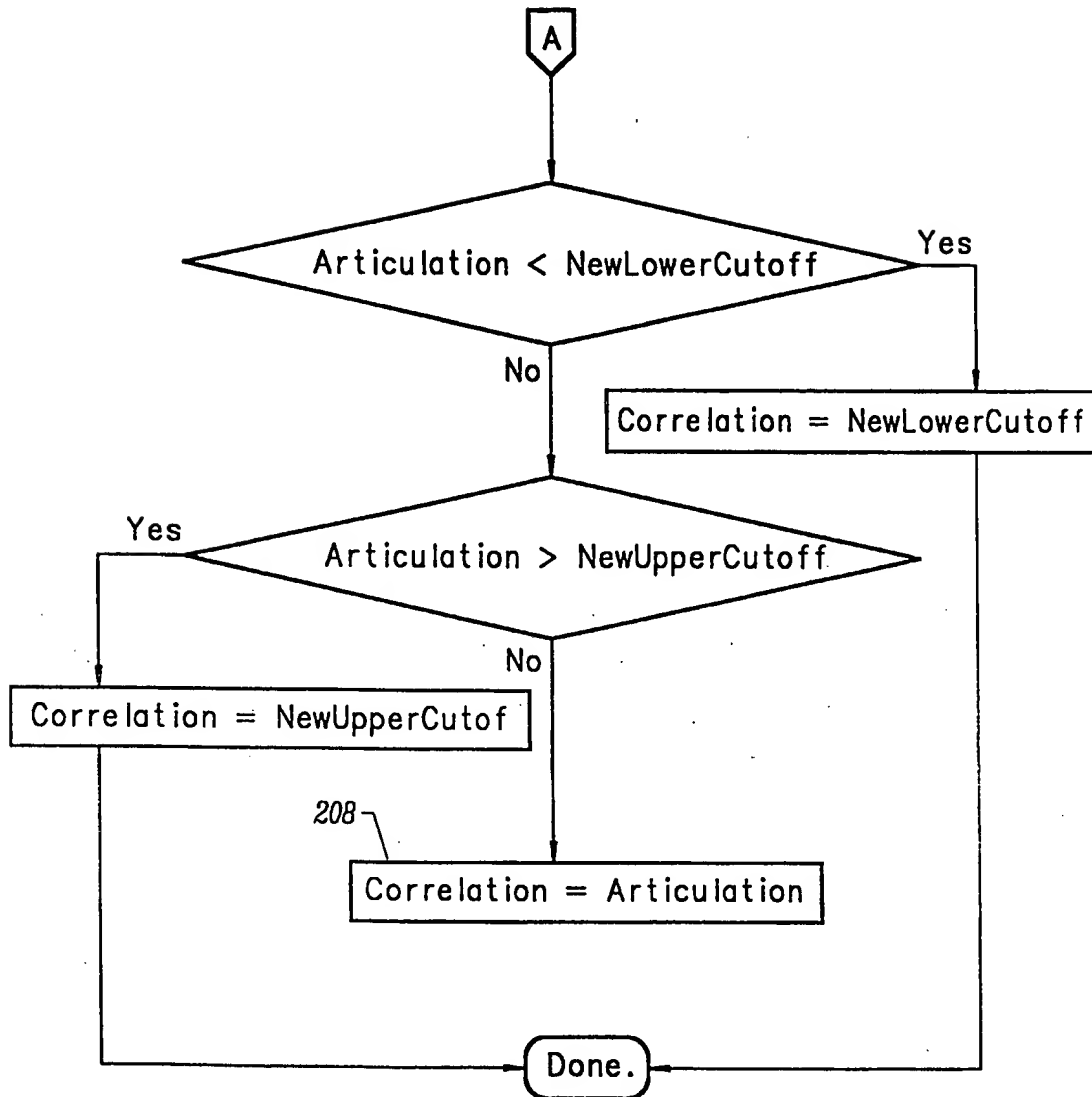 A
Articulation < NewLowerCutoff
Yes
No
Correlation = NewLowerCutoff
Yes
Articulation > NewUpperCutoff
No
Correlation = NewUpperCutof
208
Correlation = Articulation
Done.